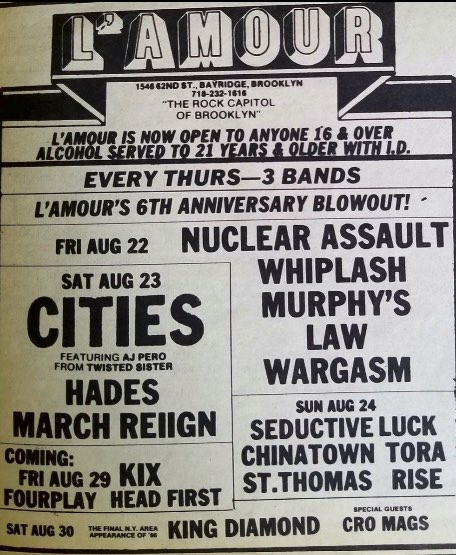 L'AMOUR
1546 62ND ST., BAYRIDGE, BROOKLYN
718-232-1616
"THE ROCK CAPITOL
OF BROOKLYN"
L'AMOUR IS NOW OPEN TO ANYONE 16 & OVER
ALCOHOL SERVED TO 21 YEARS & OLDER WITH I.D.
EVERY THURS—3 BANDS
L'AMOUR'S 6TH ANNIVERSARY BLOWOUT!
FRI AUG 22 NUCLEAR ASSAULT
WHIPLASH
MURPHY'S
LAW
WARGASM
SAT AUG 23
CITIES
FEATURING AJ PERO
FROM TWISTED SISTER
HADES
MARCH REIIGN
SUN AUG 24
SEDUCTIVE LUCK
CHINATOWN TORA
ST. THOMAS RISE
COMING:
FRI AUG 29 KIX
FOURPLAY HEAD FIRST
SAT AUG 30 THE FINAL N.Y. AREA
APPEARANCE OF '86 KING DIAMOND
SPECIAL GUESTS
CRO MAGS